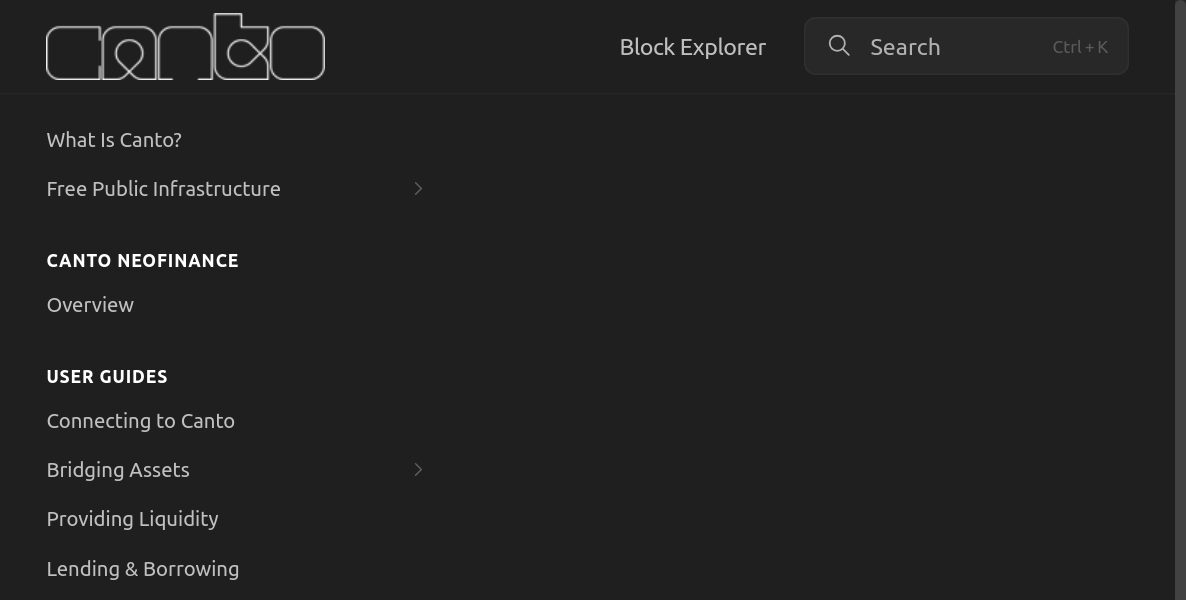 canto
Block Explorer
Search
Ctrl + K
What Is Canto?
Free Public Infrastructure
CANTO NEOFINANCE
Overview
USER GUIDES
Connecting to Canto
Bridging Assets
Providing Liquidity
Lending & Borrowing